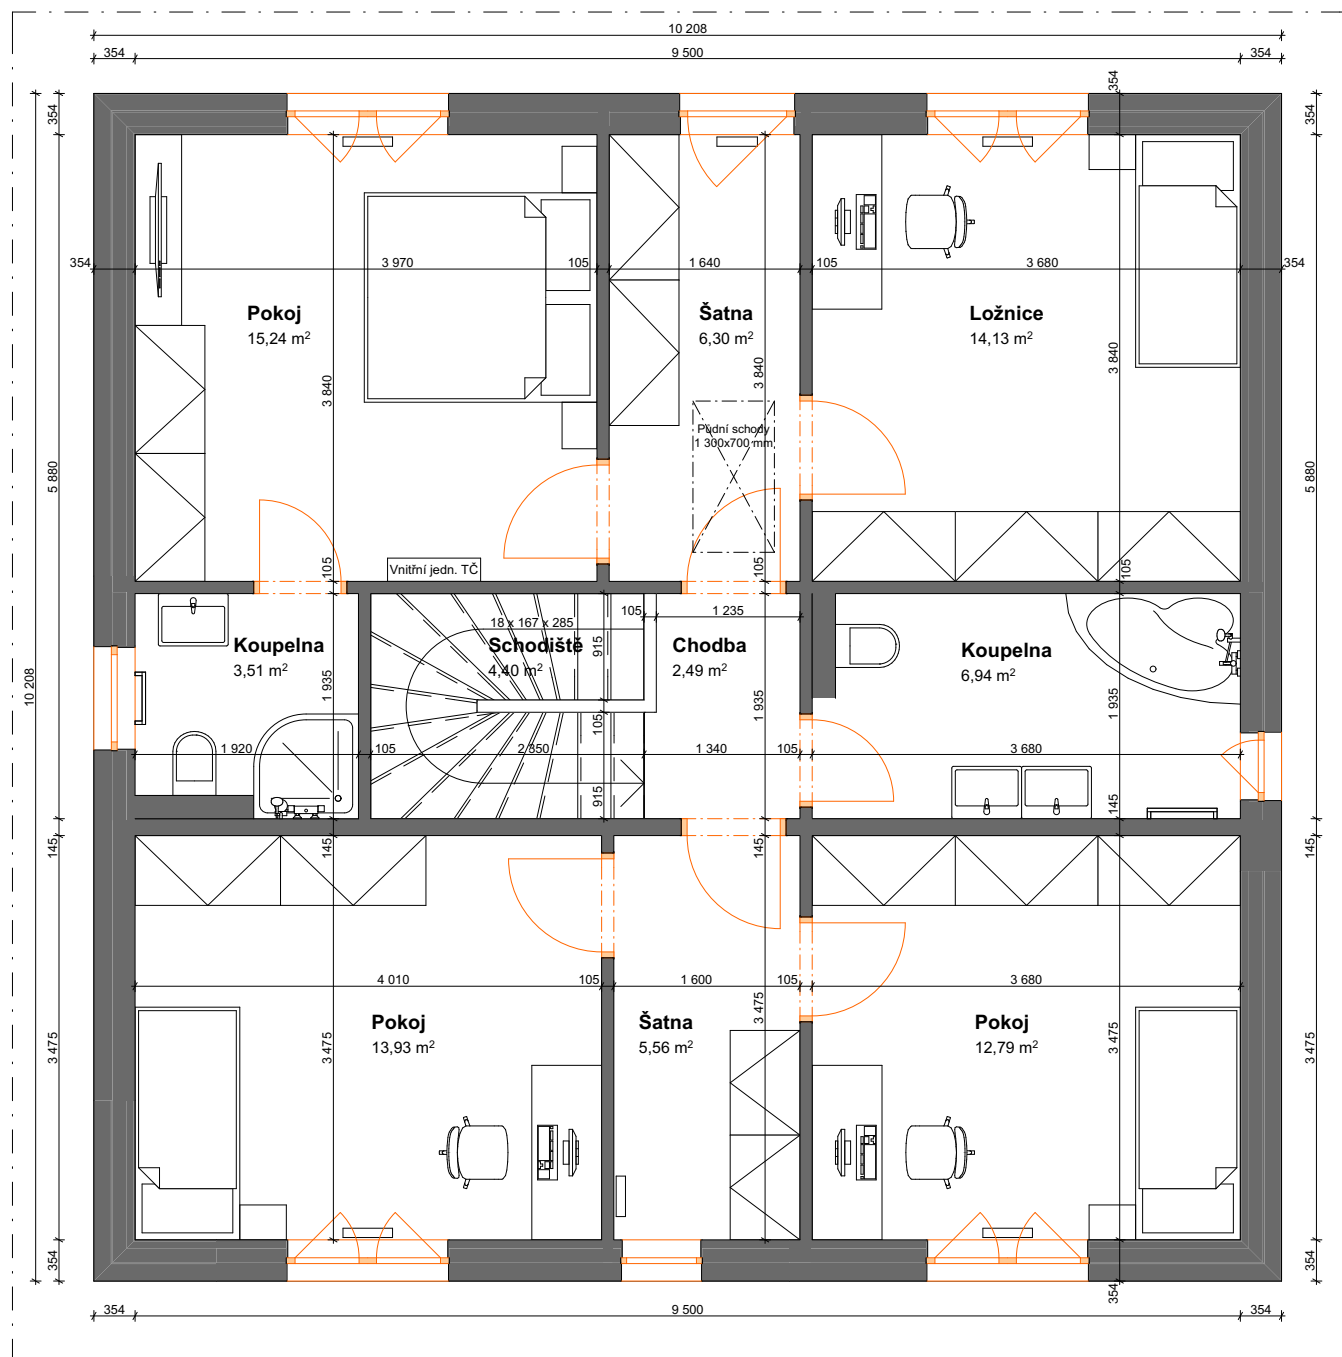 10 208
354
9 500
354
354
354
354
354
3 970
105
1 640
105
3 680
354
Pokoj
15,24 m²
Šatna
6,30 m²
Ložnice
14,13 m²
3 840
3 840
3 840
Půdní schody
1 300x700 mm
5 880
5 880
Vnitřní jedn. TČ
105
105
105
10 208
18 x 167 x 285
105
1 235
915
Koupelna
3,51 m²
Schodiště
4,40 m²
Chodba
2,49 m²
Koupelna
6,94 m²
1 935
1 935
1 935
105
1 920
105
2 350
1 340
105
3 680
915
145
145
145
145
145
4 010
105
1 600
105
3 680
Pokoj
13,93 m²
Šatna
5,56 m²
Pokoj
12,79 m²
3 475
3 475
3 475
3 475
3 475
354
354
354
354
9 500
354